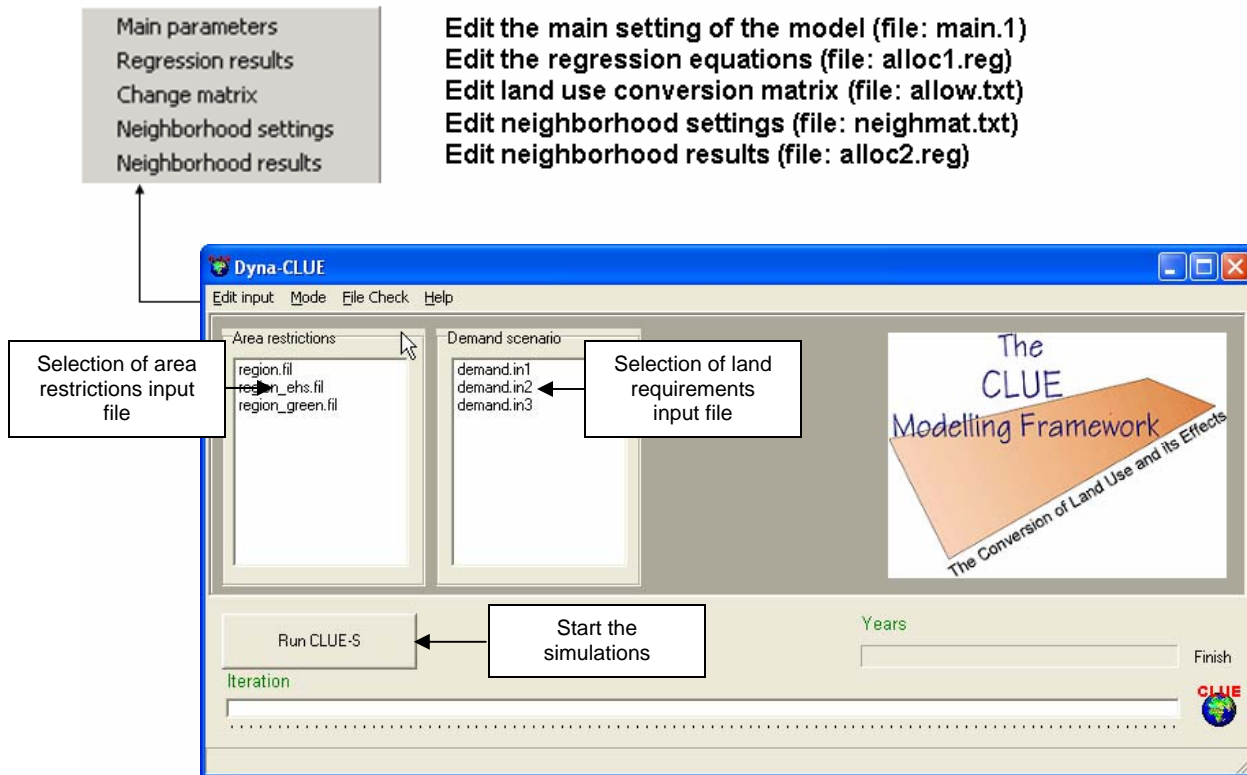 Main parameters
Regression results
Change matrix
Neighborhood settings
Neighborhood results
Edit the main setting of the model (file: main.1)
Edit the regression equations (file: alloc1.reg)
Edit land use conversion matrix (file: allow.txt)
Edit neighborhood settings (file: neighmat.txt)
Edit neighborhood results (file: alloc2.reg)
Dyna-CLUE
Edit input Mode File Check Help
Area restrictions
region.fil
region_ehs.fil
region_green.fil
Selection of area
restrictions input
file
Demand scenario
demand.in1
demand.in2
demand.in3
Selection of land
requirements
input file
The
CLUE
Modelling Framework
The Conversion of Land Use and its Effects
Run CLUE-S
Start the
simulations
Years
Finish
Iteration
CLUE